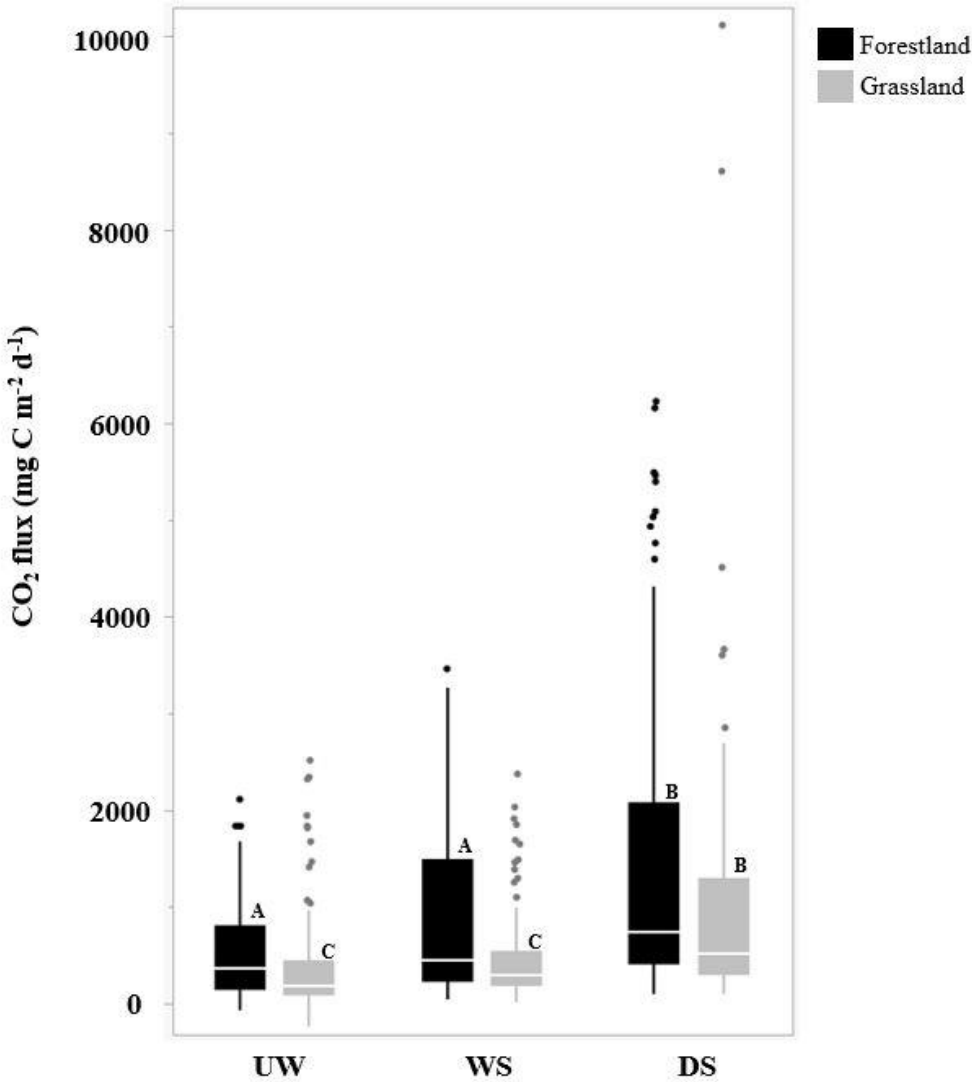 10000
8000
6000
4000
2000
0
CO₂ flux (mg C m⁻² d⁻¹)
Forestland
Grassland
A
C
A
C
B
B
UW
WS
DS